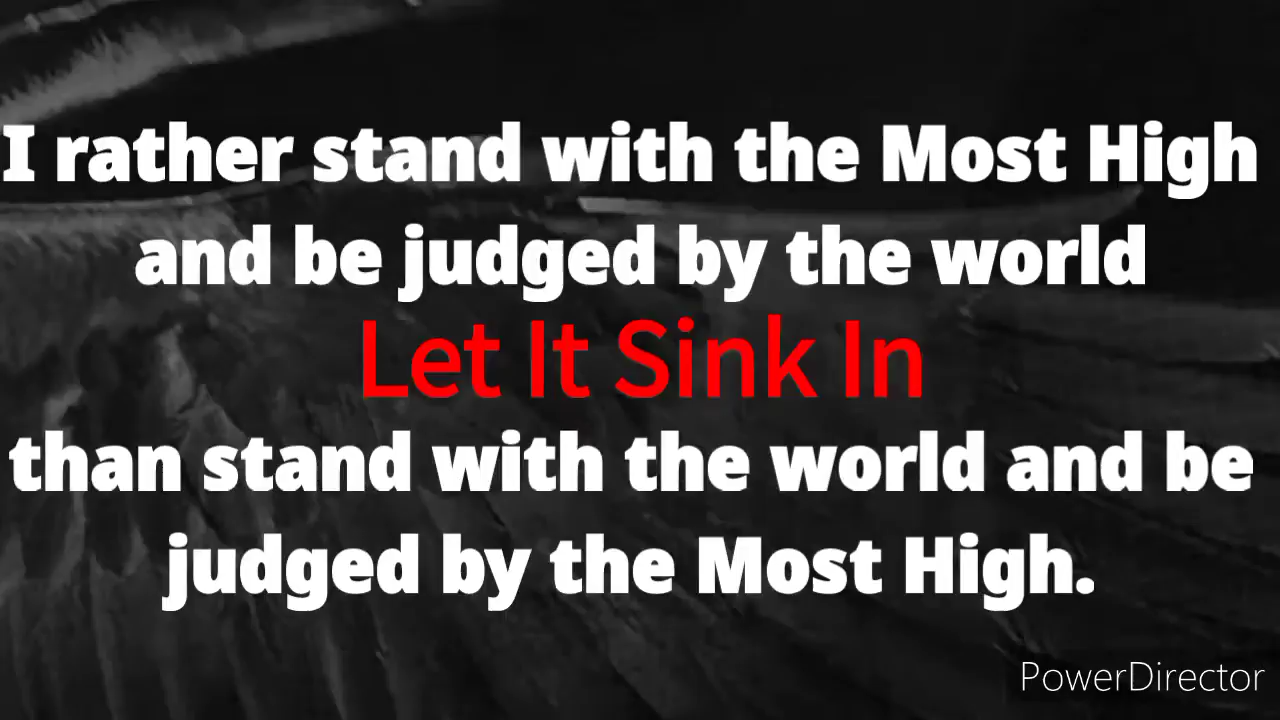 I rather stand with the Most High
and be judged by the world
Let It Sink In
than stand with the world and be
judged by the Most High.
PowerDirector